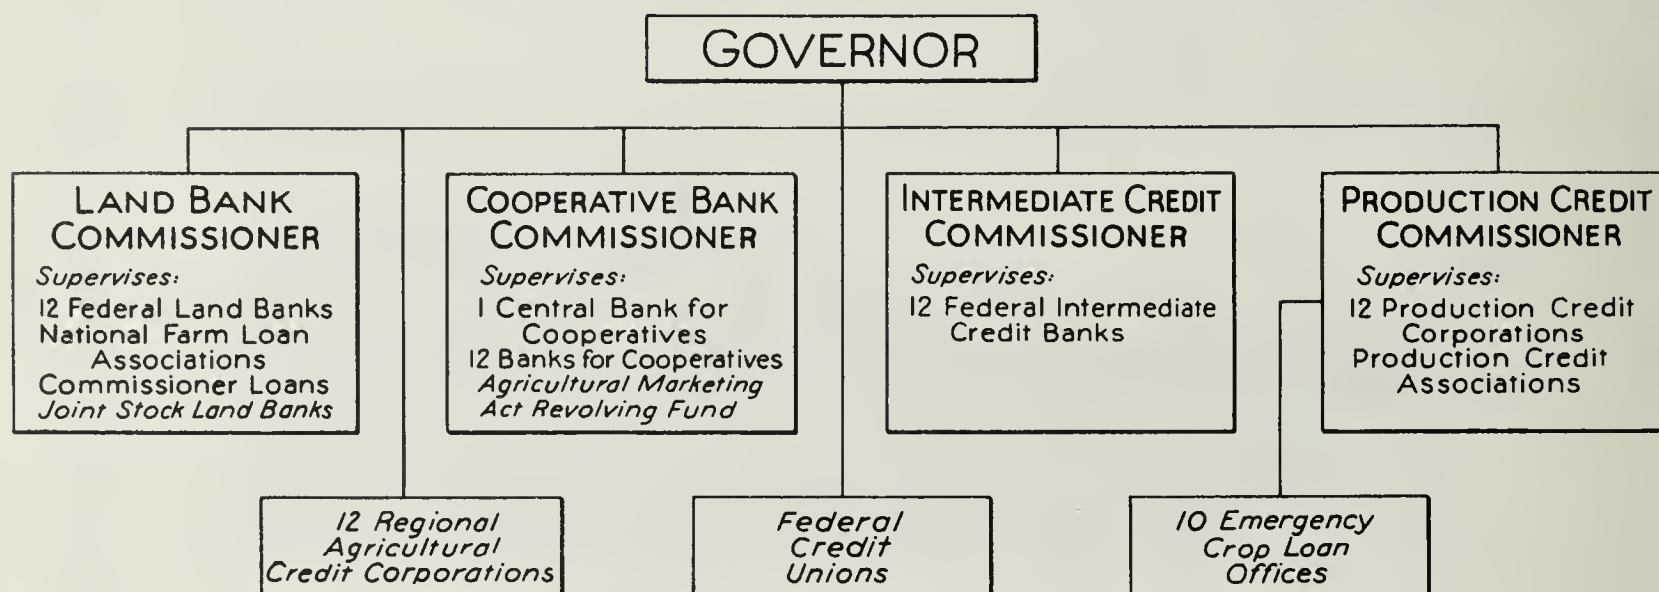 GOVERNOR
LAND BANK
COMMISSIONER
Supervises:
12 Federal Land Banks
National Farm Loan
Associations
Commissioner Loans
Joint Stock Land Banks
COOPERATIVE BANK
COMMISSIONER
Supervises:
1 Central Bank for
Cooperatives
12 Banks for Cooperatives
Agricultural Marketing
Act Revolving Fund
INTERMEDIATE CREDIT
COMMISSIONER
Supervises:
12 Federal Intermediate
Credit Banks
PRODUCTION CREDIT
COMMISSIONER
Supervises:
12 Production Credit
Corporations
Production Credit
Associations
12 Regional
Agricultural
Credit Corporations
Federal
Credit
Unions
10 Emergency
Crop Loan
Offices